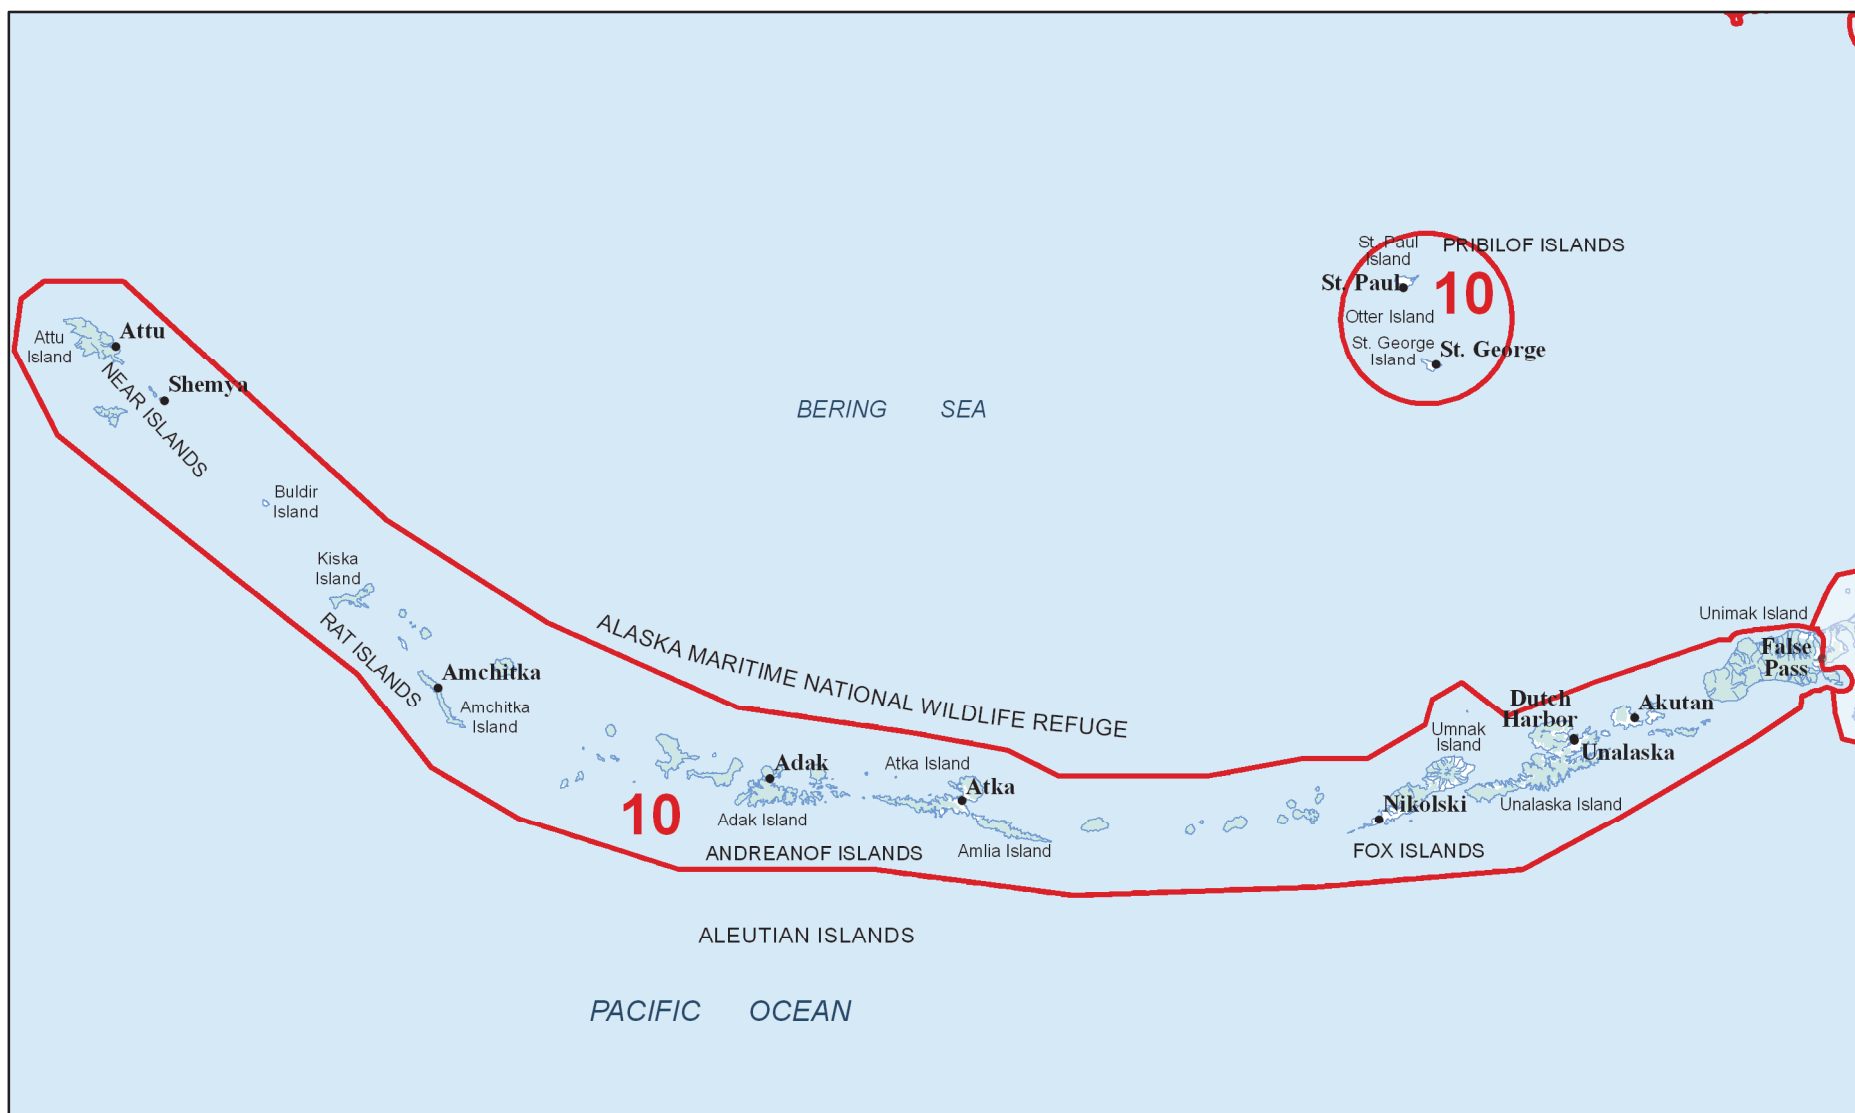 St. Paul
Island
PRIBILOF ISLANDS
St. Paul
10
Otter Island
St. George
Island
St. George
Attu
Island
Attu
Shemya
NEAR ISLANDS
BERING SEA
Buldir
Island
Kiska
Island
RAT ISLANDS
Amchitka
Amchitka
Island
ALASKA MARITIME NATIONAL WILDLIFE REFUGE
Unimak Island
False
Pass
Dutch
Harbor
Akutan
Umnak
Island
Unalaska
Adak
Atka Island
Atka
10
Adak Island
Nikolski
Unalaska Island
ANDREANOF ISLANDS
Amlia Island
FOX ISLANDS
ALEUTIAN ISLANDS
PACIFIC OCEAN